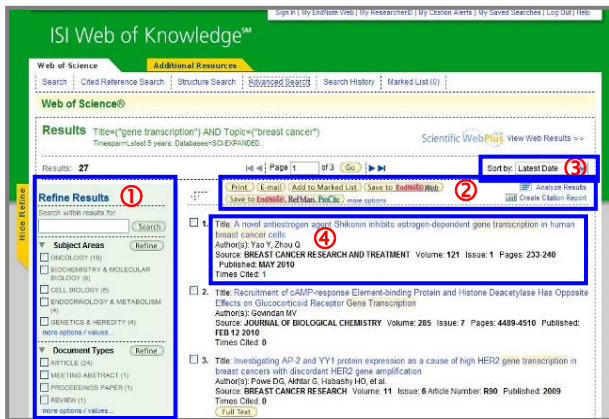 Sign In | My EndNote Web | My ResearcherID | My Citation Alerts | My Saved Searches | Log Out | Help
ISI Web of Knowledge℠
Web of Science
Additional Resources
Search | Cited Reference Search | Structure Search | Advanced Search | Search History | Marked List (0)
Web of Science®
Results Title=("gene transcription") AND Topic=("breast cancer")
Timespan=Latest 5 years. Databases=SCI-EXPANDED.
Scientific WebPlus View Web Results >>
Results: 27
Page 1 of 3 Go
Sort by: Latest Date
③
Hide Refine
Refine Results
①
Search within results for
Search
Subject Areas Refine
ONCOLOGY (18)
BIOCHEMISTRY & MOLECULAR
BIOLOGY (8)
CELL BIOLOGY (6)
ENDOCRINOLOGY & METABOLISM
(4)
GENETICS & HEREDITY (4)
more options / values...
Document Types Refine
ARTICLE (24)
MEETING ABSTRACT (1)
PROCEEDINGS PAPER (1)
REVIEW (1)
more options / values...
Print E-mail Add to Marked List Save to EndNote Web
②
Save to EndNote, RefMan, ProCite more options
Analyze Results
Create Citation Report
④
1. Title: A novel antiestrogen agent Shikonin inhibits estrogen-dependent gene transcription in human
breast cancer cells
Author(s): Yao Y, Zhou Q
Source: BREAST CANCER RESEARCH AND TREATMENT Volume: 121 Issue: 1 Pages: 233-240
Published: MAY 2010
Times Cited: 1
2. Title: Recruitment of cAMP-response Element-binding Protein and Histone Deacetylase Has Opposite
Effects on Glucocorticoid Receptor Gene Transcription
Author(s): Govindan MV
Source: JOURNAL OF BIOLOGICAL CHEMISTRY Volume: 285 Issue: 7 Pages: 4489-4510 Published:
FEB 12 2010
Times Cited: 0
3. Title: Investigating AP-2 and YY1 protein expression as a cause of high HER2 gene transcription in
breast cancers with discordant HER2 gene amplification
Author(s): Powe DG, Akhtar G, Habashy HO, et al.
Source: BREAST CANCER RESEARCH Volume: 11 Issue: 6 Article Number: R90 Published: 2009
Times Cited: 0
Full Text